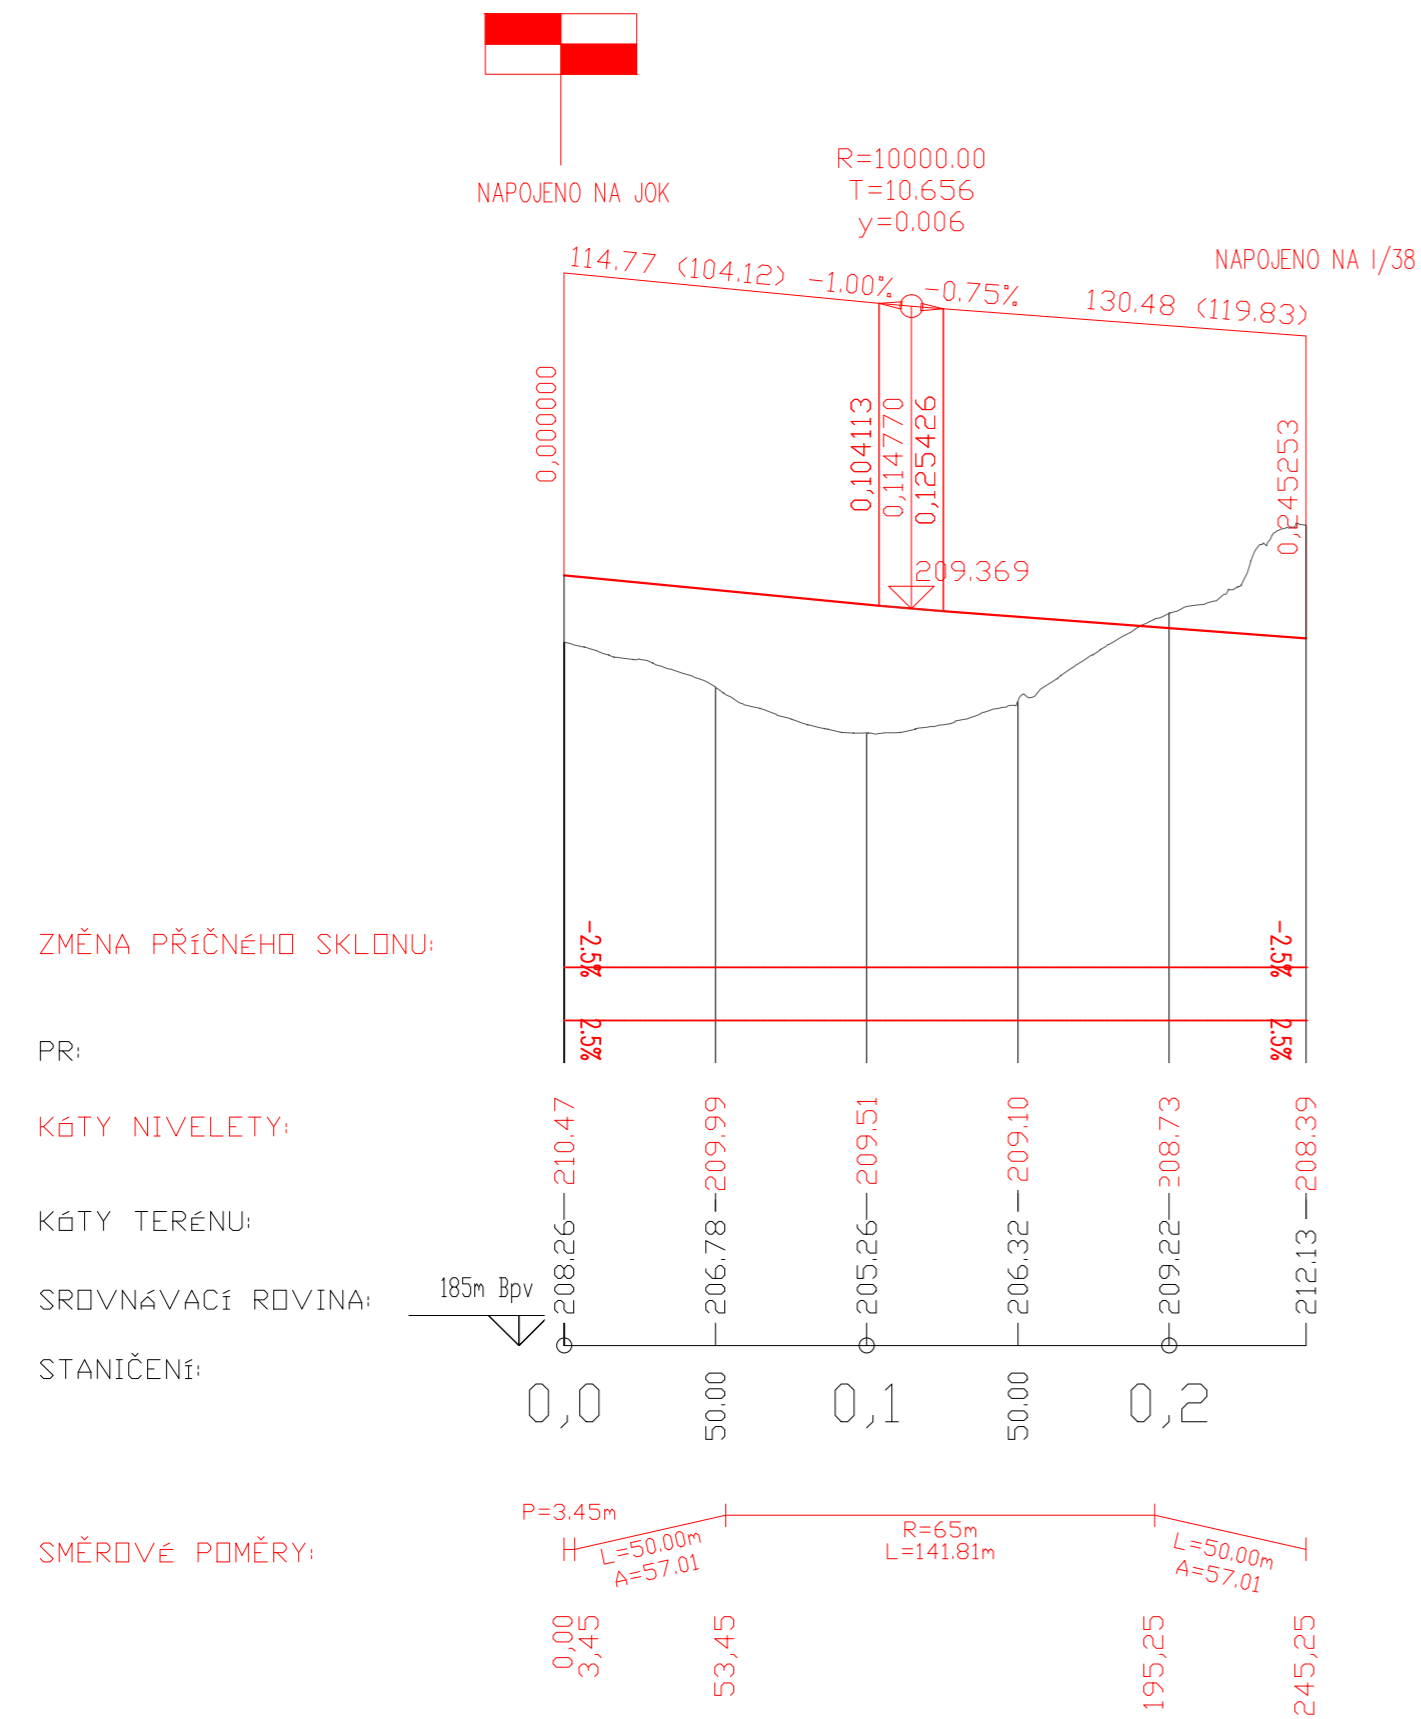 NAPOJENO NA JOK
R=10000.00
T=10.656
y=0.006
NAPOJENO NA I/38
114.77 (104.12) -1.00%
-0.75%
130.48 (119.83)
0,000000
0,104113
0,114770
0,125426
0,245253
209.369
ZMĚNA PŘÍČNÉHO SKLONU:
-2.5%
-2.5%
PR:
2.5%
2.5%
KÓTY NIVELETY:
210.47
209.99
209.51
209.10
208.73
208.39
KÓTY TERÉNU:
208.26
206.78
205.26
206.32
209.22
212.13
SROVNÁVACÍ ROVINA:
185m Bpv
STANIČENÍ:
0,0
50.00
0,1
50.00
0,2
SMĚROVÉ POMĚRY:
P=3.45m
L=50.00m
A=57.01
R=65m
L=141.81m
L=50.00m
A=57.01
0,00
3,45
53,45
195,25
245,25